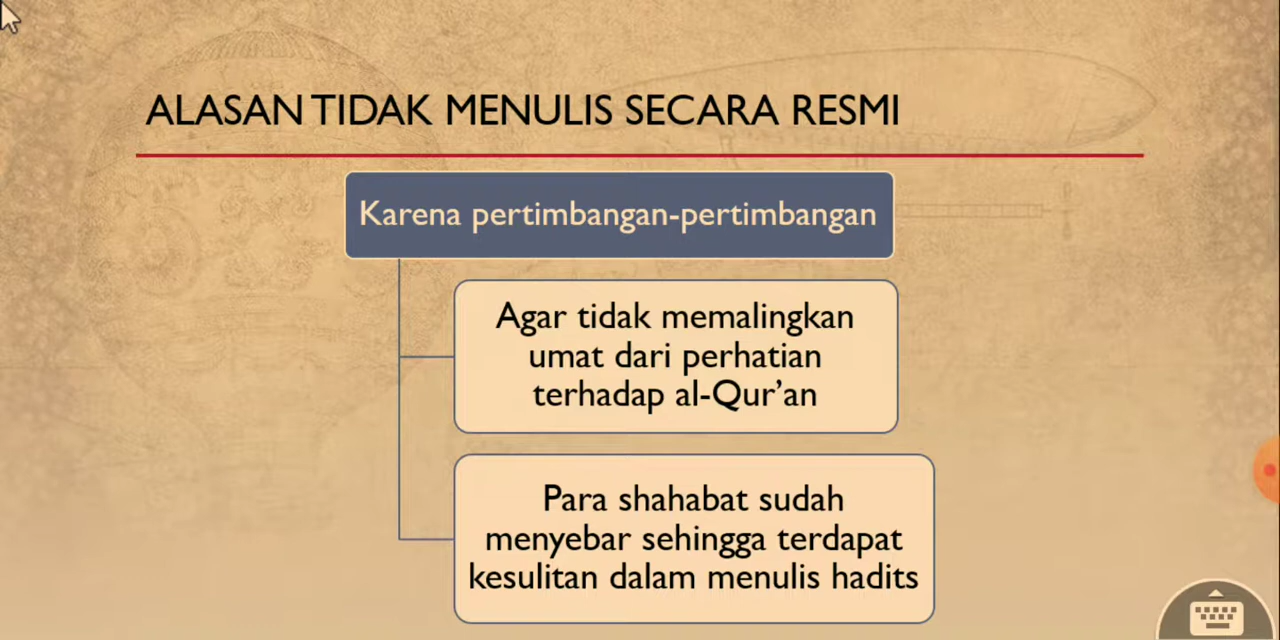 ALASAN TIDAK MENULIS SECARA RESMI
Karena pertimbangan-pertimbangan
Agar tidak memalingkan
umat dari perhatian
terhadap al-Qur’an
Para shahabat sudah
menyebar sehingga terdapat
kesulitan dalam menulis hadits